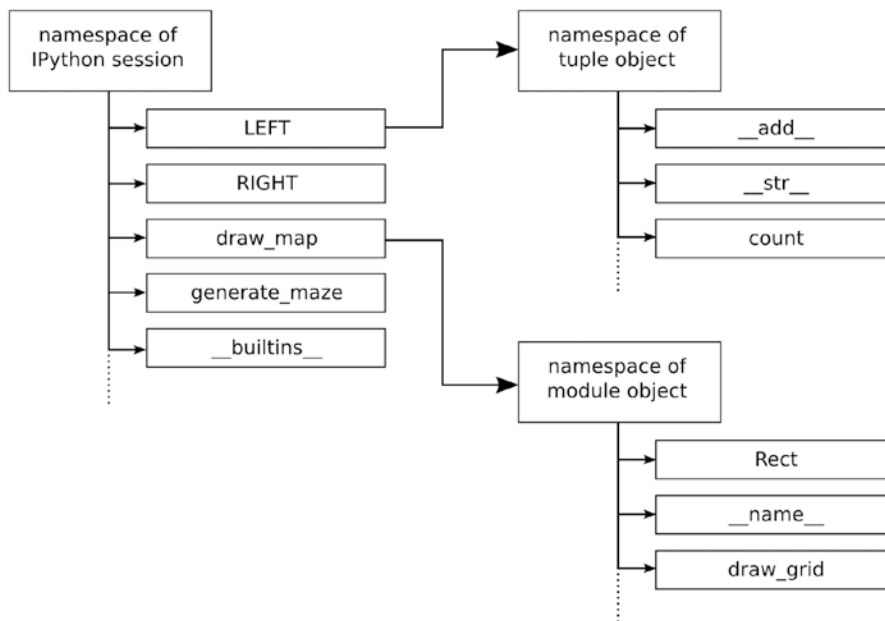 namespace of
IPython session
LEFT
RIGHT
draw_map
generate_maze
__builtins__
namespace of
tuple object
__add__
__str__
count
namespace of
module object
Rect
__name__
draw_grid